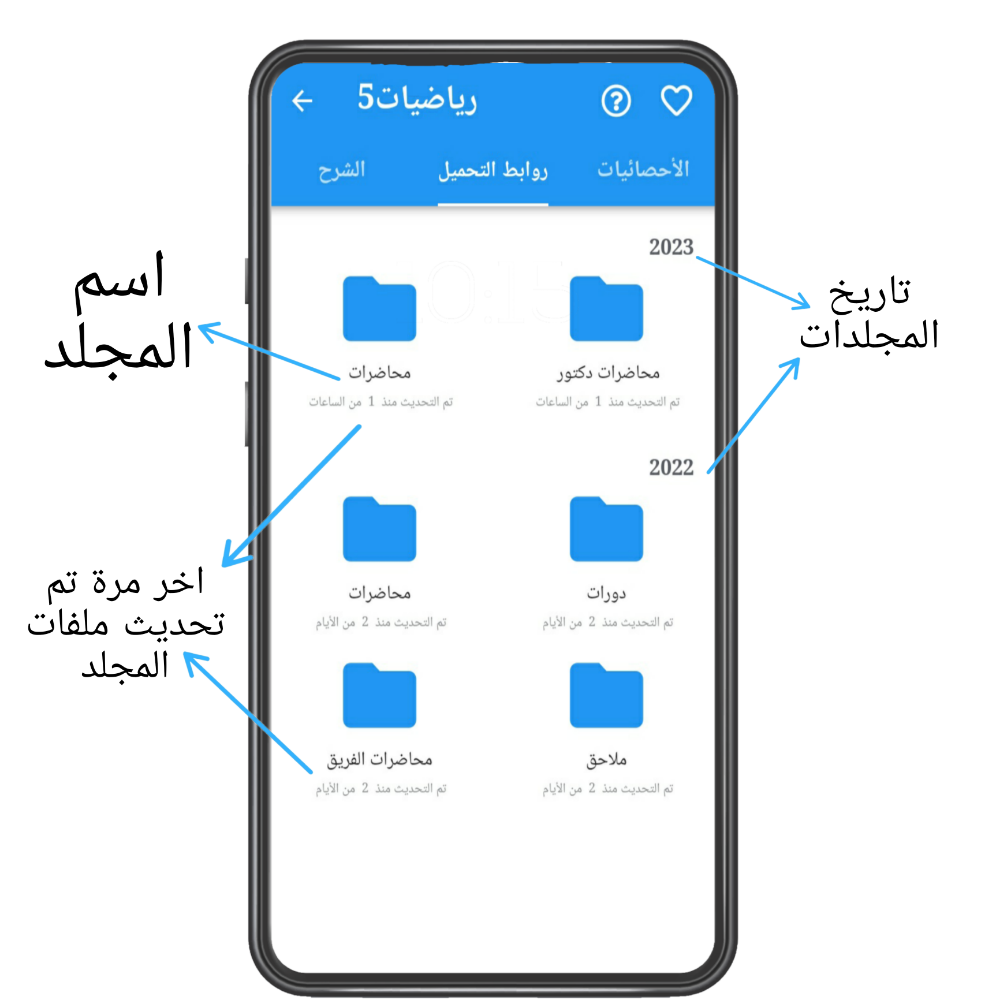 رياضيات5
الأحصائيات
روابط التحميل
الشرح
2023
محاضرات دكتور
تم التحديث منذ 1 من الساعات
محاضرات
تم التحديث منذ 1 من الساعات
2022
دورات
تم التحديث منذ 2 من الأيام
محاضرات
تم التحديث منذ 2 من الأيام
ملاحق
تم التحديث منذ 2 من الأيام
محاضرات الفريق
تم التحديث منذ 2 من الأيام
تاريخ
المجلدات
اسم
المجلد
اخر مرة تم
تحديث ملفات
المجلد